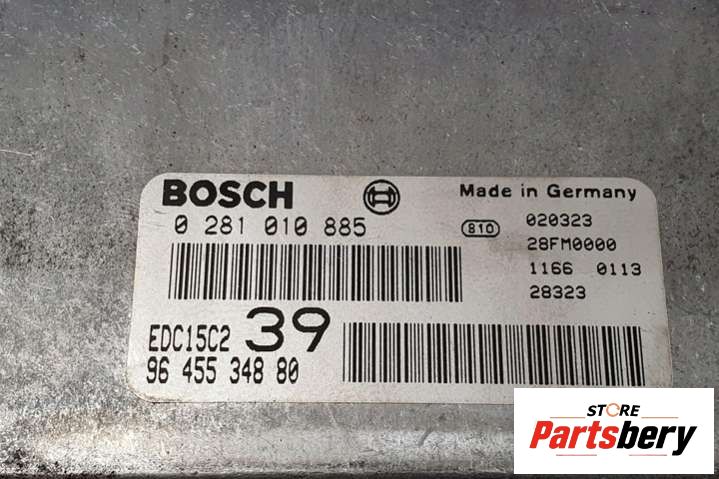 BOSCH
Made in Germany
0 281 010 885
810
020323
28FM0000
1166 0113
28323
EDC15C2 39
96 455 348 80
STORE
Partsbery